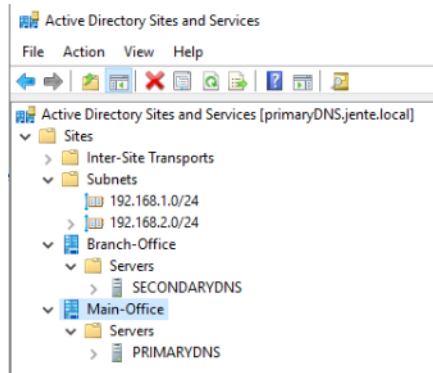 Active Directory Sites and Services
File Action View Help
Active Directory Sites and Services [primaryDNS.jente.local]
Sites
Inter-Site Transports
Subnets
192.168.1.0/24
192.168.2.0/24
Branch-Office
Servers
SECONDARYDNS
Main-Office
Servers
PRIMARYDNS